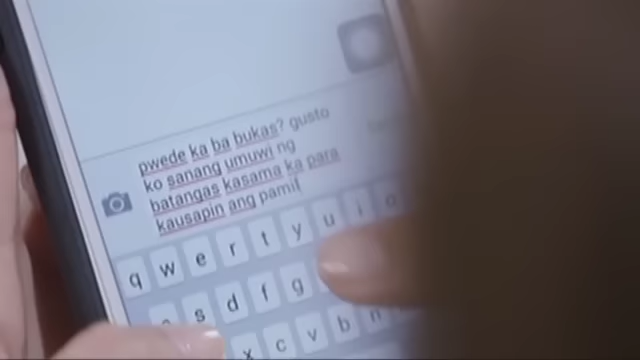 pwede ka ba bukas? gusto
ko sanang umuwi ng
batangas kasama ka para
kausapin ang pamil
q w e r t y u i o
s d f g
x c v b n